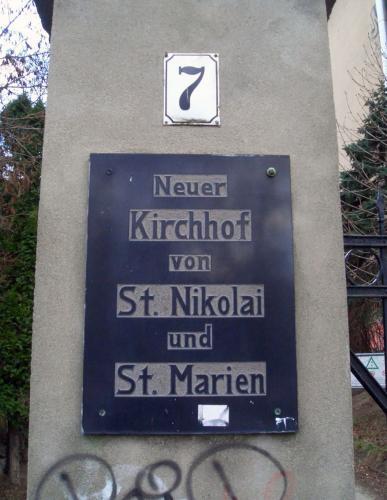 7
Neuer
Kirchhof
von
St. Nikolai
und
St. Marien